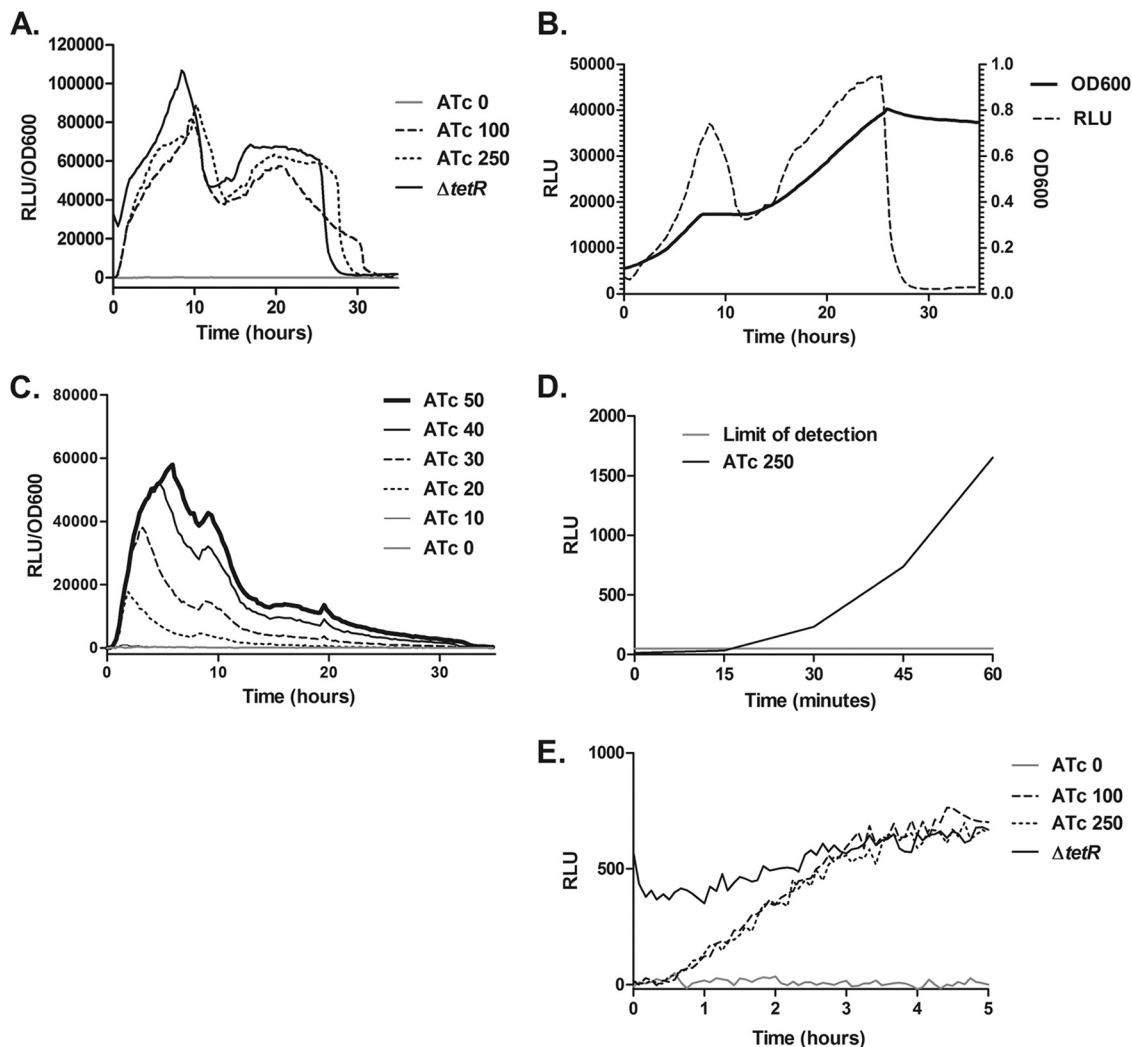 A.
120000
100000
80000
60000
40000
20000
0
RLU/OD600
0 10 20 30
Time (hours)
ATc 0
ATc 100
ATc 250
ΔtetR
B.
50000
40000
30000
20000
10000
0
RLU
1.0
0.8
0.6
0.4
0.2
0.0
OD600
0 10 20 30
Time (hours)
OD600
RLU
C.
80000
60000
40000
20000
0
RLU/OD600
0 10 20 30
Time (hours)
ATc 50
ATc 40
ATc 30
ATc 20
ATc 10
ATc 0
D.
2000
1500
1000
500
0
RLU
0 15 30 45 60
Time (minutes)
Limit of detection
ATc 250
E.
1000
500
0
RLU
0 1 2 3 4 5
Time (hours)
ATc 0
ATc 100
ATc 250
ΔtetR